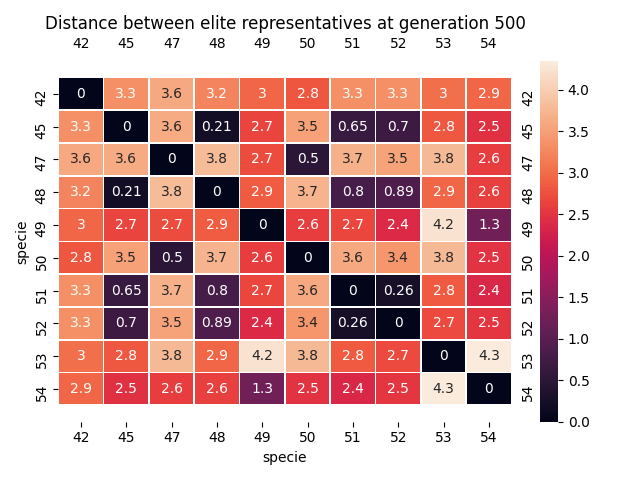 Distance between elite representatives at generation 500
42 45 47 48 49 50 51 52 53 54
42 0 3.3 3.6 3.2 3 2.8 3.3 3.3 3 2.9 42
45 3.3 0 3.6 0.21 2.7 3.5 0.65 0.7 2.8 2.5 45
47 3.6 3.6 0 3.8 2.7 0.5 3.7 3.5 3.8 2.6 47
48 3.2 0.21 3.8 0 2.9 3.7 0.8 0.89 2.9 2.6 48
49 3 2.7 2.7 2.9 0 2.6 2.7 2.4 4.2 1.3 49
50 2.8 3.5 0.5 3.7 2.6 0 3.6 3.4 3.8 2.5 50
51 3.3 0.65 3.7 0.8 2.7 3.6 0 0.26 2.8 2.4 51
52 3.3 0.7 3.5 0.89 2.4 3.4 0.26 0 2.7 2.5 52
53 3 2.8 3.8 2.9 4.2 3.8 2.8 2.7 0 4.3 53
54 2.9 2.5 2.6 2.6 1.3 2.5 2.4 2.5 4.3 0 54
42 45 47 48 49 50 51 52 53 54
specie
specie
4.0
3.5
3.0
2.5
2.0
1.5
1.0
0.5
0.0